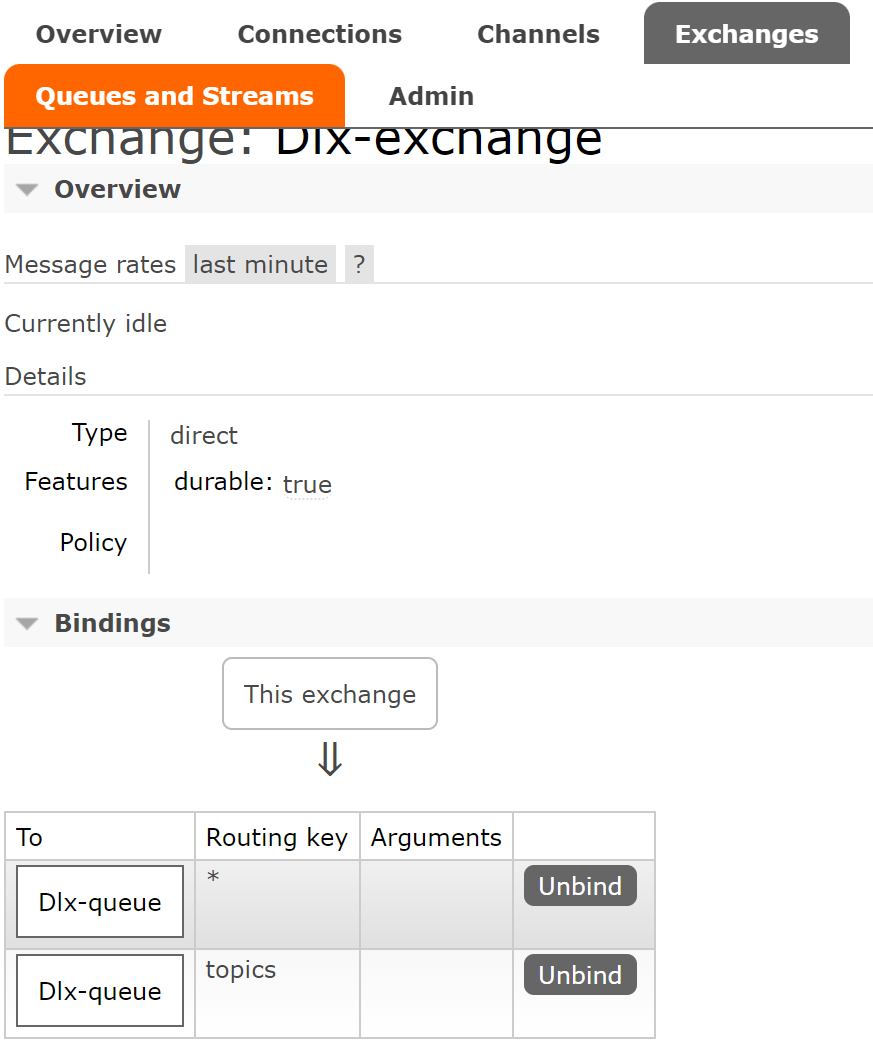 Overview Connections Channels Exchanges
Queues and Streams Admin
Exchange: Dlx-exchange
Overview
Message rates last minute ?
Currently idle
Details
Type direct
Features durable: true
Policy
Bindings
This exchange
⇓
To Routing key Arguments
Dlx-queue * Unbind
Dlx-queue topics Unbind